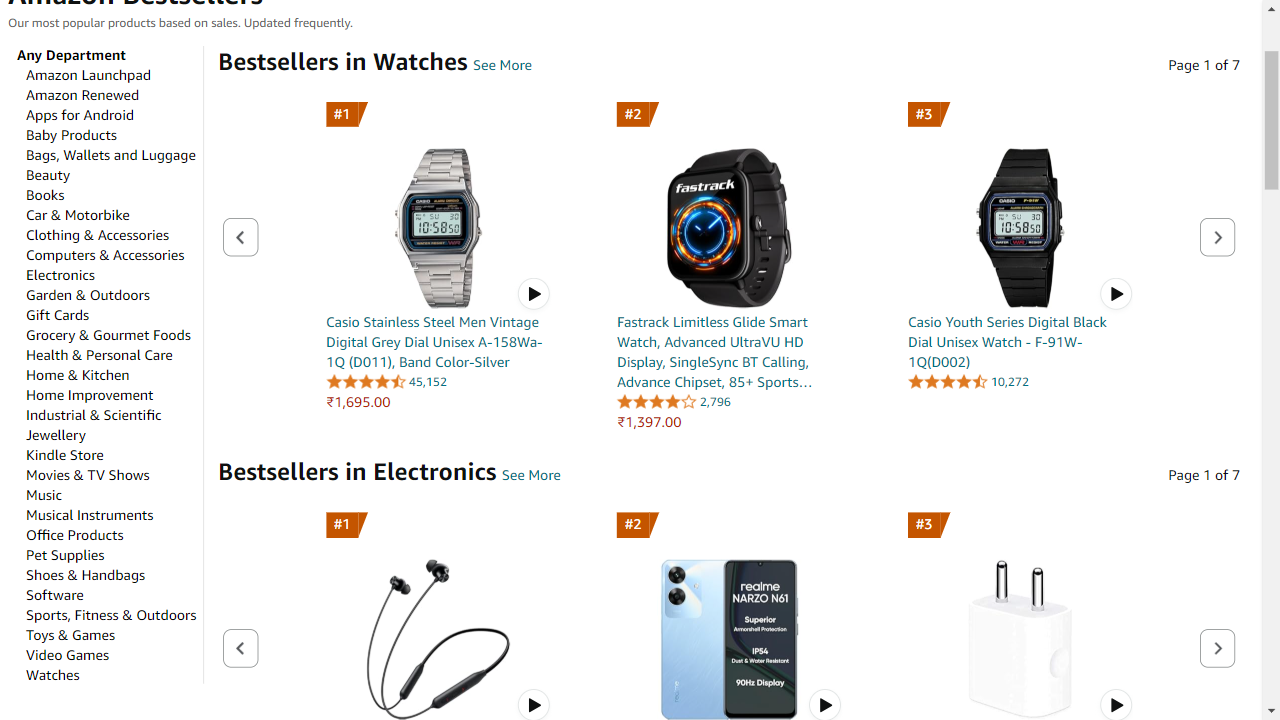 Amazon Bestsellers
Our most popular products based on sales. Updated frequently.
Any Department
Amazon Launchpad
Amazon Renewed
Apps for Android
Baby Products
Bags, Wallets and Luggage
Beauty
Books
Car & Motorbike
Clothing & Accessories
Computers & Accessories
Electronics
Garden & Outdoors
Gift Cards
Grocery & Gourmet Foods
Health & Personal Care
Home & Kitchen
Home Improvement
Industrial & Scientific
Jewellery
Kindle Store
Movies & TV Shows
Music
Musical Instruments
Office Products
Pet Supplies
Shoes & Handbags
Software
Sports, Fitness & Outdoors
Toys & Games
Video Games
Watches
Bestsellers in Watches See More
Page 1 of 7
#1
CASIO
SU 30
10:58 50
Casio Stainless Steel Men Vintage
Digital Grey Dial Unisex A-158Wa-
1Q (D011), Band Color-Silver
45,152
₹1,695.00
#2
fastrack
Fastrack Limitless Glide Smart
Watch, Advanced UltraVU HD
Display, SingleSync BT Calling,
Advance Chipset, 85+ Sports...
2,796
₹1,397.00
#3
CASIO F-91W
SU 30
10:58 50
Casio Youth Series Digital Black
Dial Unisex Watch - F-91W-
1Q(D002)
10,272
Bestsellers in Electronics See More
Page 1 of 7
#1
#2
realme
NARZO N61
Superior
Armorshell Protection
IP54
Dust & Water Resistant
90Hz Display
#3